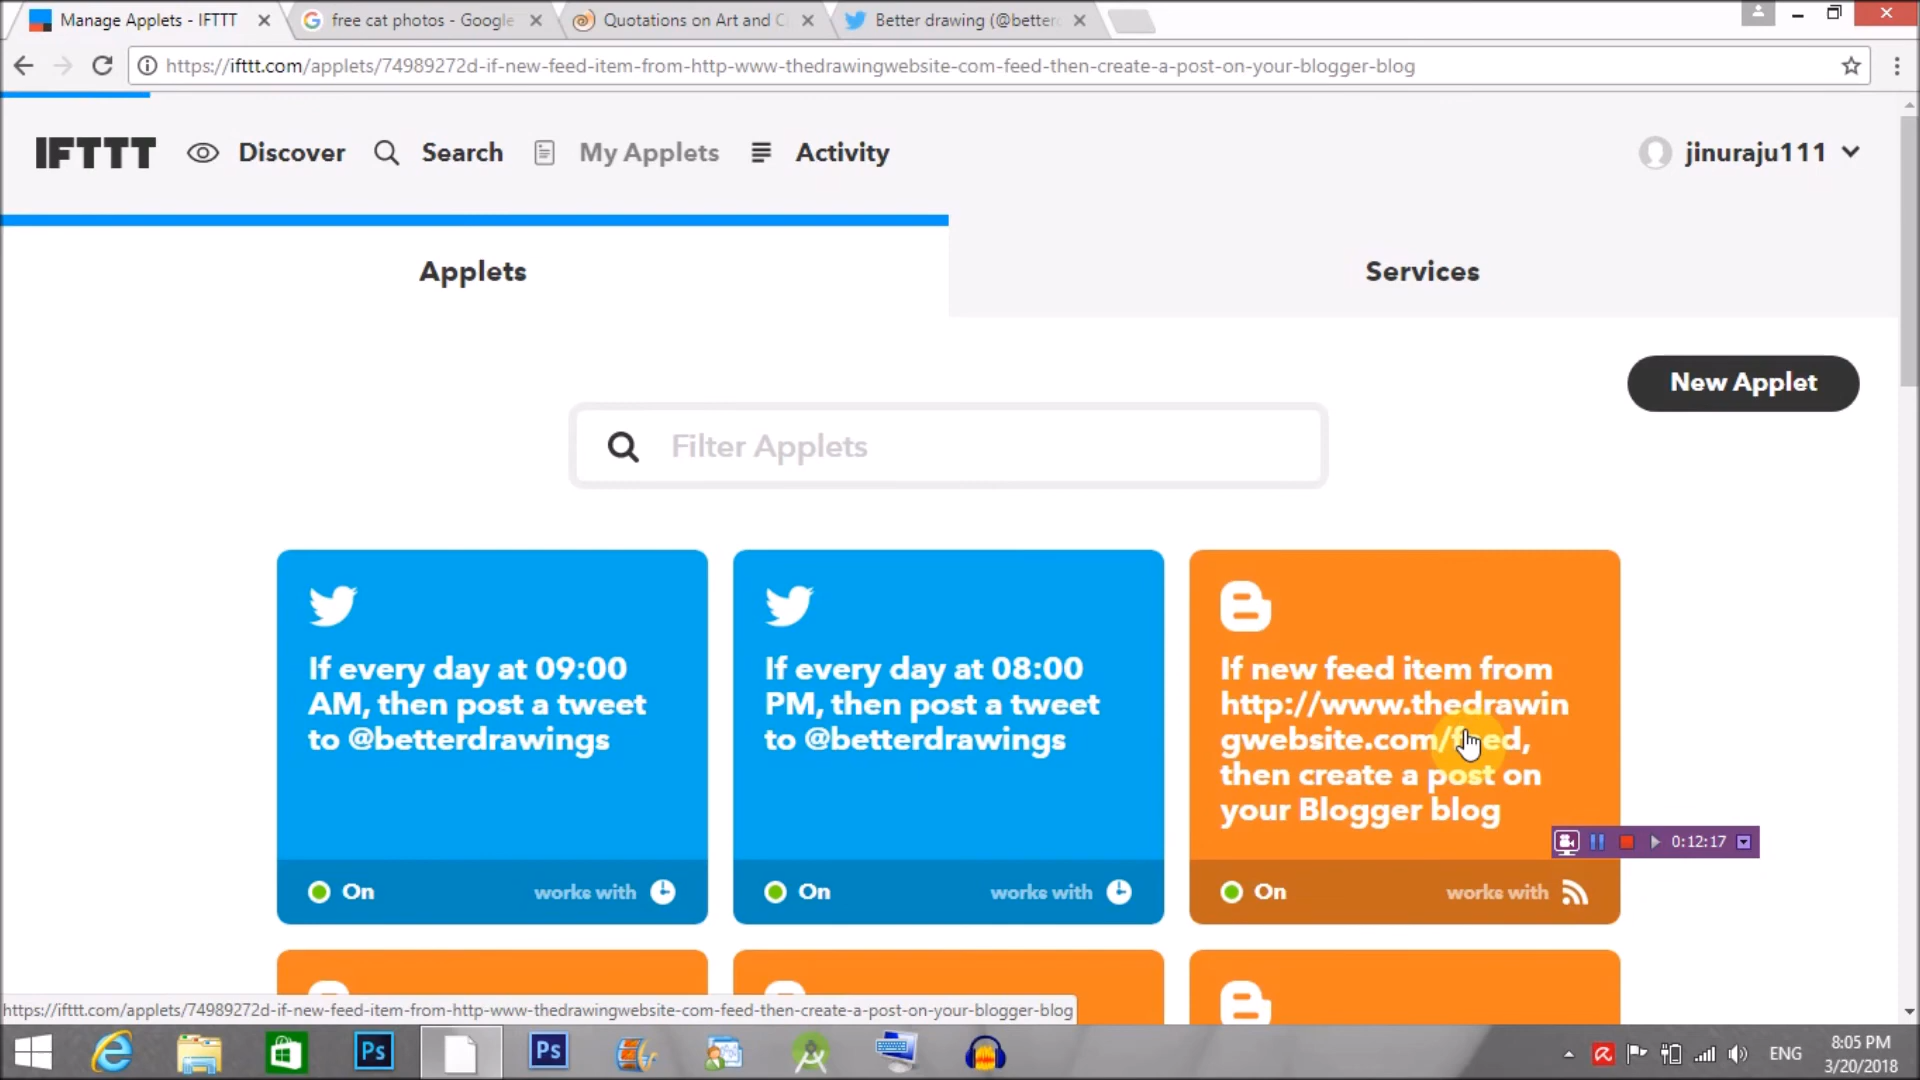 Manage Applets - IFTTT
free cat photos - Google
Quotations on Art and C
Better drawing (@better
https://ifttt.com/applets/74989272d-if-new-feed-item-from-http-www-thedrawingwebsite-com-feed-then-create-a-post-on-your-blogger-blog
IFTTT
Discover
Search
My Applets
Activity
jinuraju111
Applets
Services
New Applet
Filter Applets
If every day at 09:00
AM, then post a tweet
to @betterdrawings
On
works with
If every day at 08:00
PM, then post a tweet
to @betterdrawings
On
works with
If new feed item from
http://www.thedrawin
gwebsite.com/feed,
then create a post on
your Blogger blog
On
works with
0:12:17
https://ifttt.com/applets/74989272d-if-new-feed-item-from-http-www-thedrawingwebsite-com-feed-then-create-a-post-on-your-blogger-blog
Ps
Ps
ENG
8:05 PM
3/20/2018